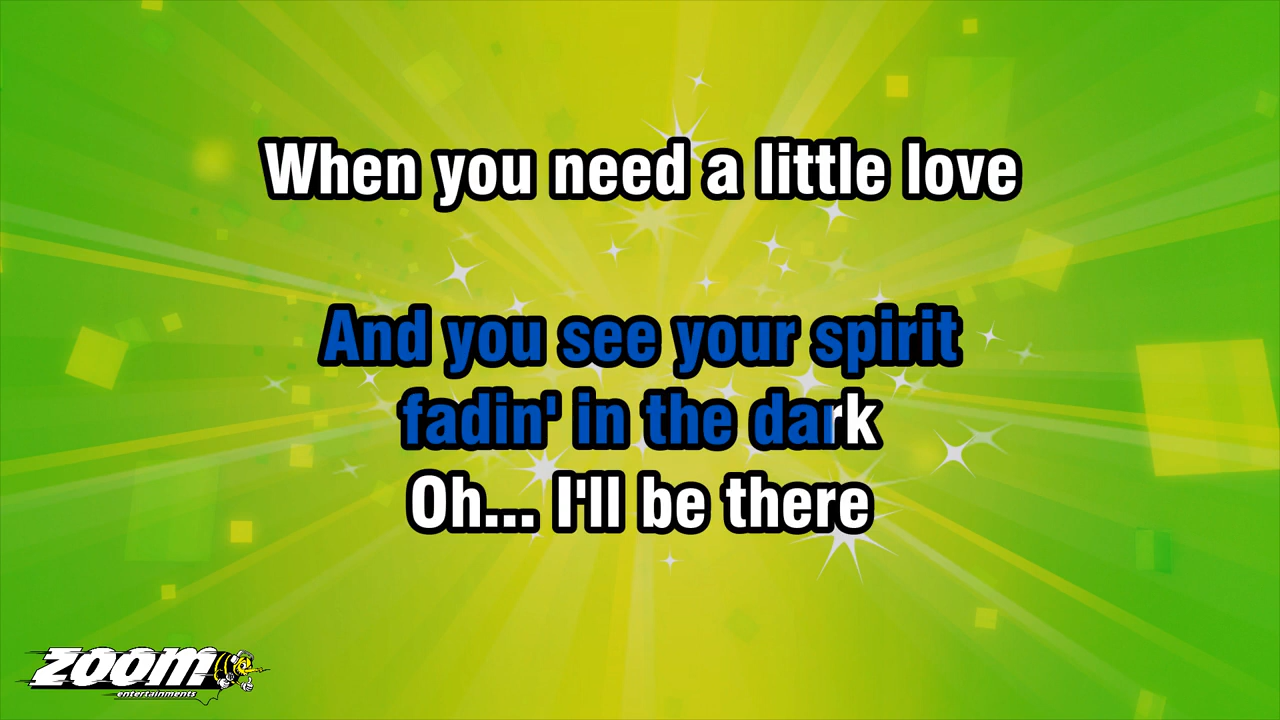 When you need a little love
And you see your spirit
fadin' in the dark
Oh... I'll be there
ZOOM
entertainments